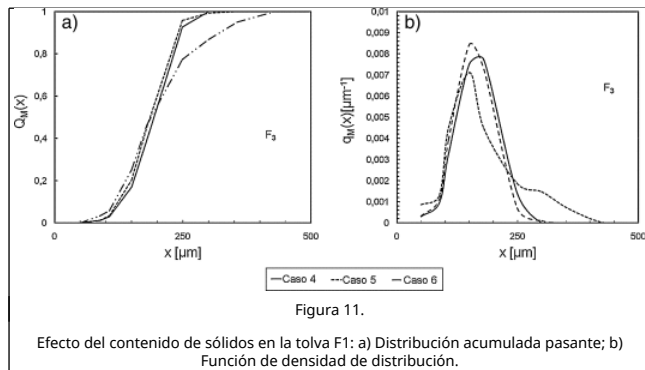 a)
1
0,8
0,6
0,4
0,2
0
Q_M(x)
F₃
0
250
500
x [µm]
b)
0,01
0,009
0,008
0,007
0,006
0,005
0,004
0,003
0,002
0,001
0
q_M(x)[µm⁻¹]
F₃
0
250
500
x [µm]
Caso 4
Caso 5
Caso 6
Figura 11.
Efecto del contenido de sólidos en la tolva F1: a) Distribución acumulada pasante; b)
Función de densidad de distribución.